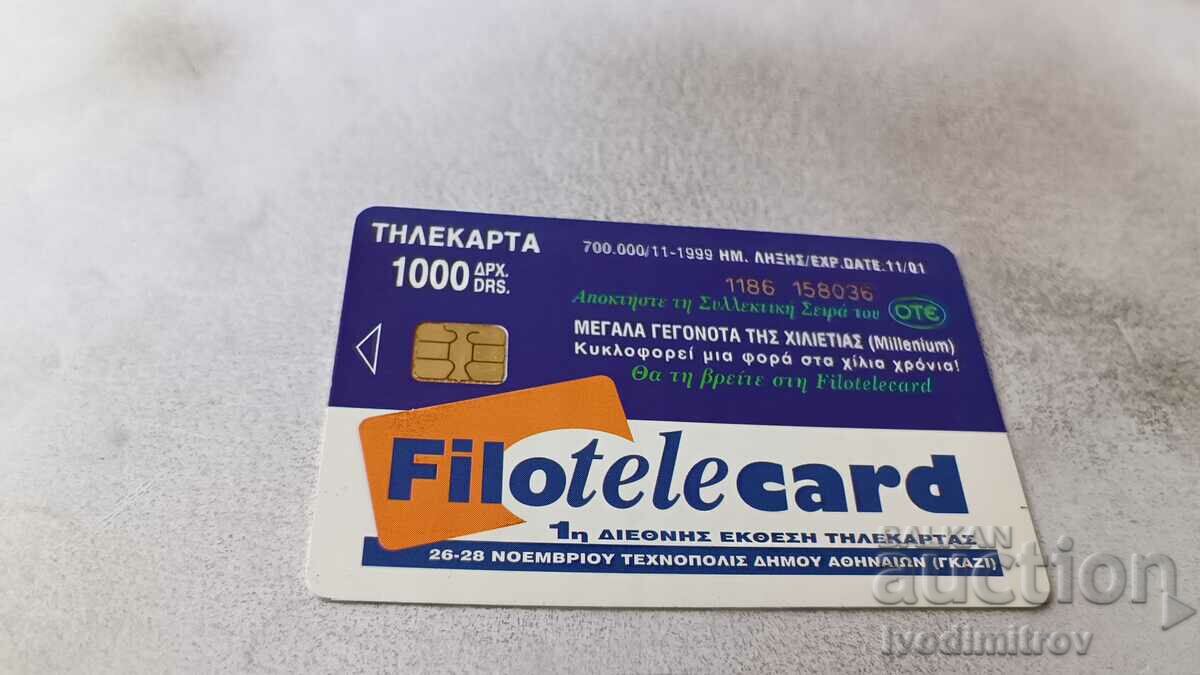 ΤΗΛΕΚΑΡΤΑ
1000 ΔΡΧ. DRS.
700.000/11-1999 ΗΜ. ΛΗΞΗΣ/EXP.DATE.11/01
1186 158036
Αποκτήστε τη Συλλεκτική Σειρά του OTE
ΜΕΓΑΛΑ ΓΕΓΟΝΟΤΑ ΤΗΣ ΧΙΛΙΕΤΙΑΣ (Millenium)
Κυκλοφορεί μια φορά στα χίλια χρόνια!
Θα τη βρείτε στη Filotelecard
Filotelecard
1η ΔΙΕΘΝΗΣ ΕΚΘΕΣΗ ΤΗΛΕΚΑΡΤΑΣ
26-28 ΝΟΕΜΒΡΙΟΥ ΤΕΧΝΟΠΟΛΙΣ ΔΗΜΟΥ ΑΘΗΝΑΙΩΝ (ΓΚΑΖΙ)
BALKAN
auction
Ivodimitrov